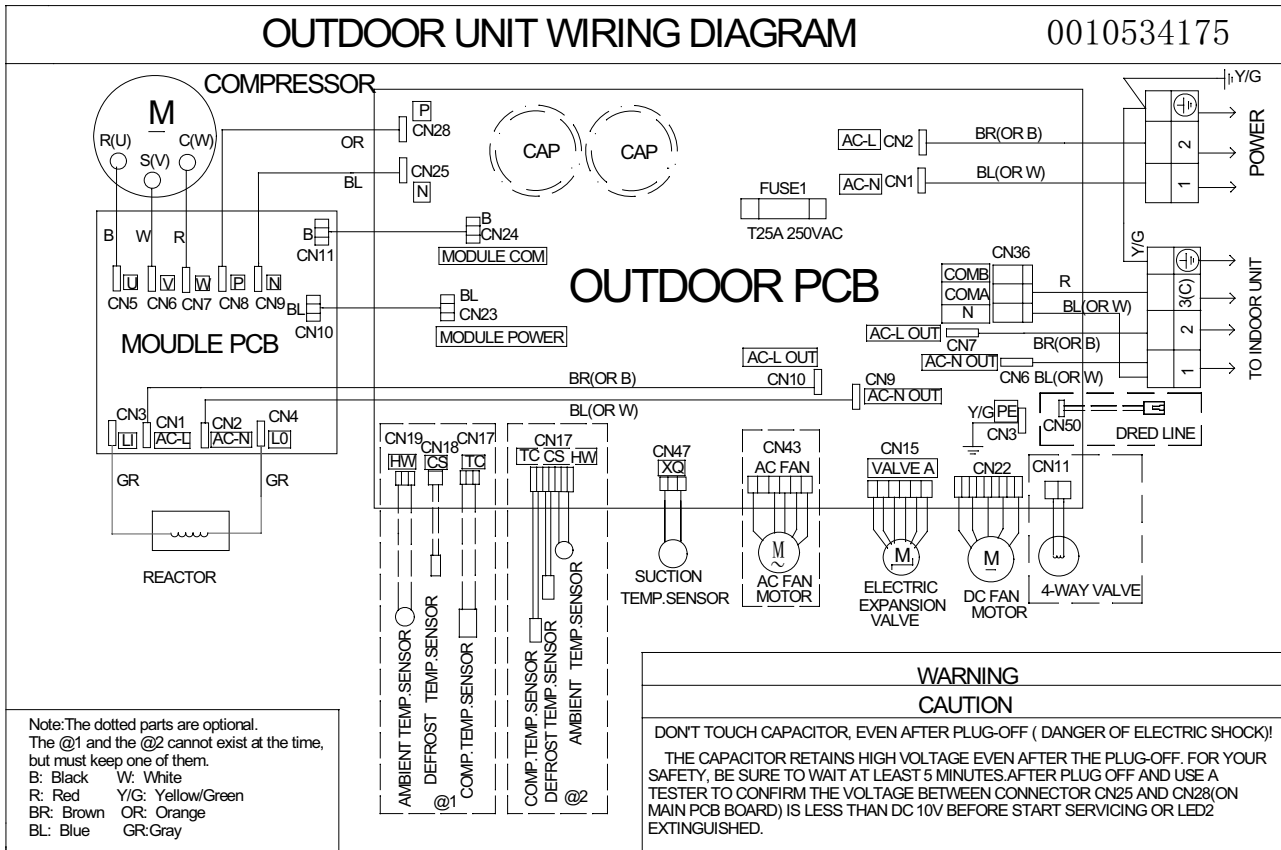 OUTDOOR UNIT WIRING DIAGRAM
0010534175
COMPRESSOR
M
R(U)
S(V)
C(W)
P
CN28
OR
CN25
N
BL
CAP
CAP
FUSE1
T25A 250VAC
AC-L CN2
BR(OR B)
AC-N CN1
BL(OR W)
Y/G
2
1
POWER
B
W
R
B
CN11
B
CN24
MODULE COM
U
V
W
P
N
CN5
CN6
CN7
CN8
CN9
BL
CN10
BL
CN23
MODULE POWER
MOUDLE PCB
OUTDOOR PCB
CN36
COMB
COMA
N
R
BL(OR W)
Y/G
3(C)
2
1
TO INDOOR UNIT
AC-L OUT
CN7
BR(OR B)
AC-N OUT
CN6 BL(OR W)
AC-L OUT
CN10
CN9
AC-N OUT
BR(OR B)
BL(OR W)
CN3
LI
CN1
AC-L
CN2
AC-N
CN4
L0
GR
GR
REACTOR
Y/G PE
CN3
CN50
DRED LINE
CN19
HW
CN18
CS
CN17
TC
AMBIENT TEMP.SENSOR
DEFROST TEMP.SENSOR
COMP.TEMP.SENSOR
@1
CN17
TC CS HW
COMP.TEMP.SENSOR
DEFROST TEMP.SENSOR
AMBIENT TEMP.SENSOR
@2
CN47
XQ
SUCTION
TEMP.SENSOR
CN43
AC FAN
M
~
AC FAN
MOTOR
CN15
VALVE A
M
ELECTRIC
EXPANSION
VALVE
CN22
M
DC FAN
MOTOR
CN11
4-WAY VALVE
Note:The dotted parts are optional.
The @1 and the @2 cannot exist at the time,
but must keep one of them.
B: Black W: White
R: Red Y/G: Yellow/Green
BR: Brown OR: Orange
BL: Blue GR:Gray
WARNING
CAUTION
DON'T TOUCH CAPACITOR, EVEN AFTER PLUG-OFF ( DANGER OF ELECTRIC SHOCK)!
THE CAPACITOR RETAINS HIGH VOLTAGE EVEN AFTER THE PLUG-OFF. FOR YOUR
SAFETY, BE SURE TO WAIT AT LEAST 5 MINUTES.AFTER PLUG OFF AND USE A
TESTER TO CONFIRM THE VOLTAGE BETWEEN CONNECTOR CN25 AND CN28(ON
MAIN PCB BOARD) IS LESS THAN DC 10V BEFORE START SERVICING OR LED2
EXTINGUISHED.